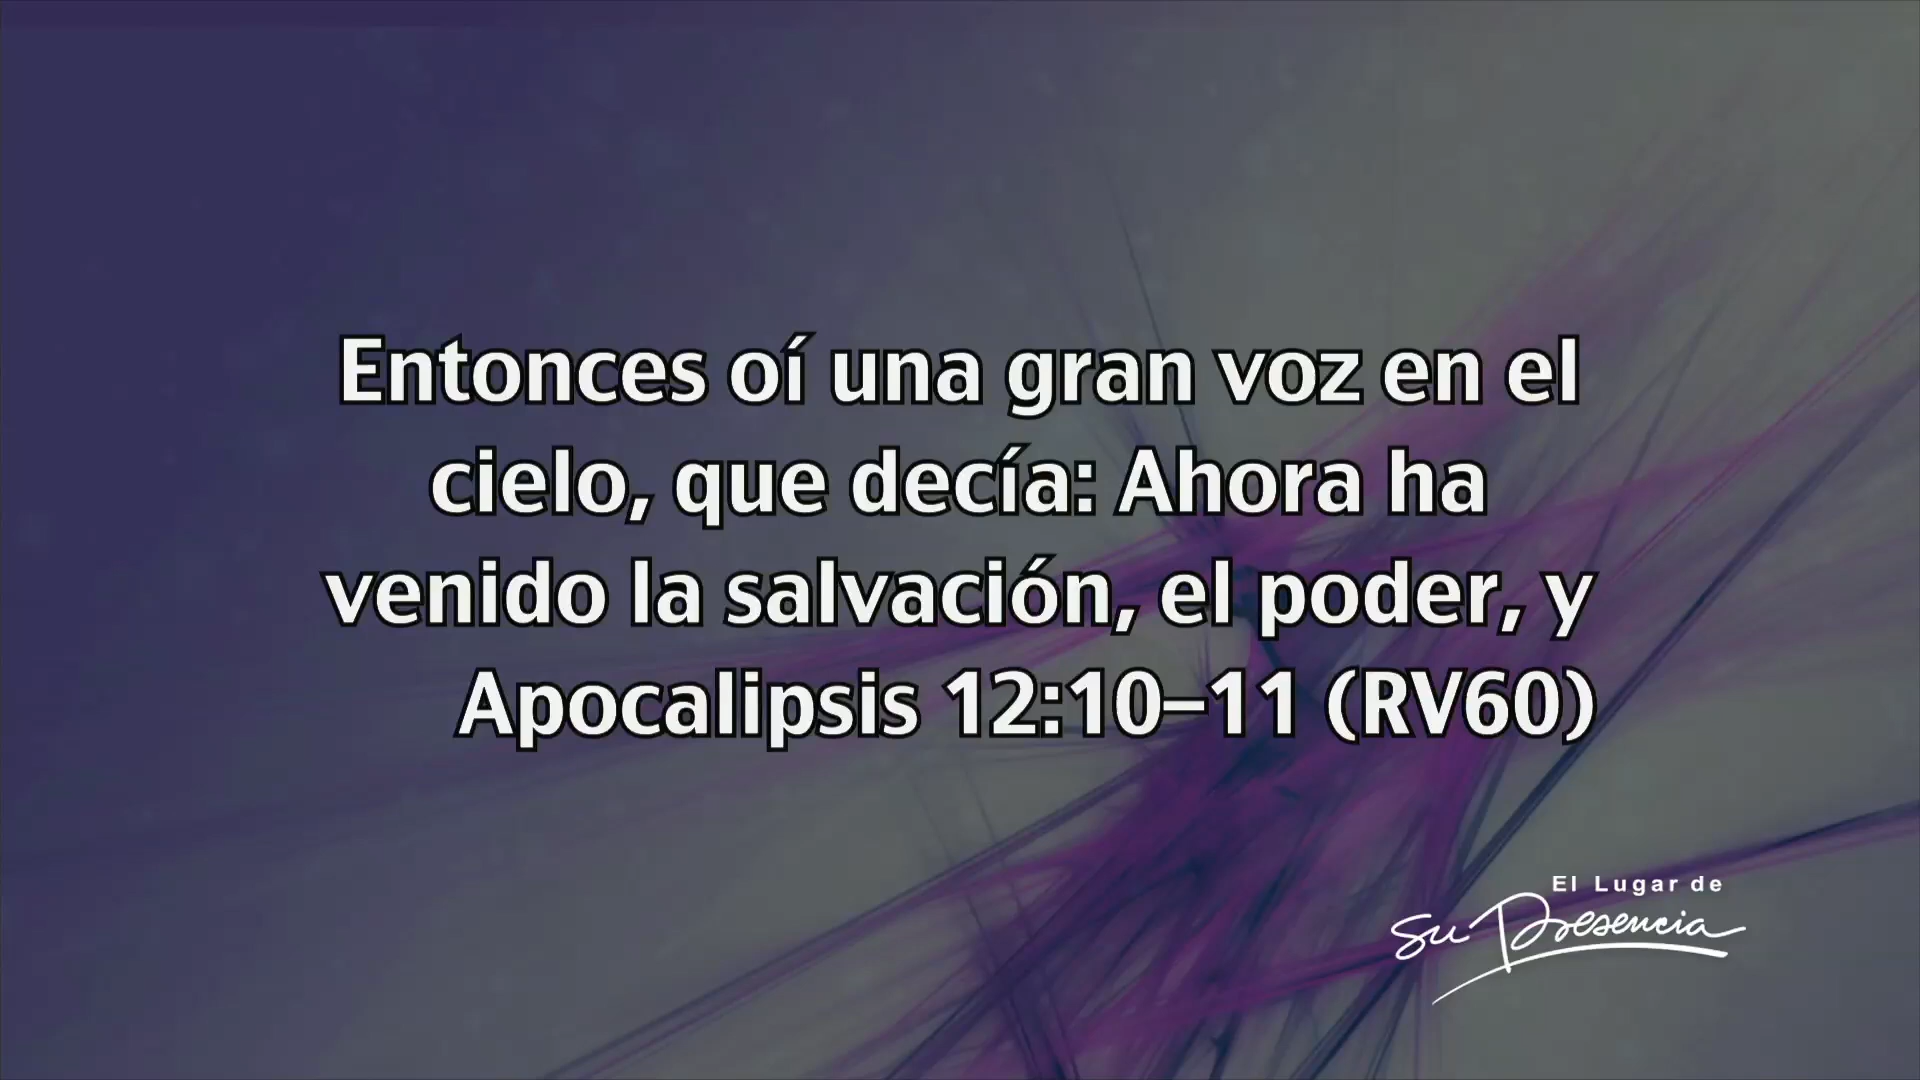 Entonces oí una gran voz en el
cielo, que decía: Ahora ha
venido la salvación, el poder, y
Apocalipsis 12:10–11 (RV60)
El Lugar de
Su Presencia